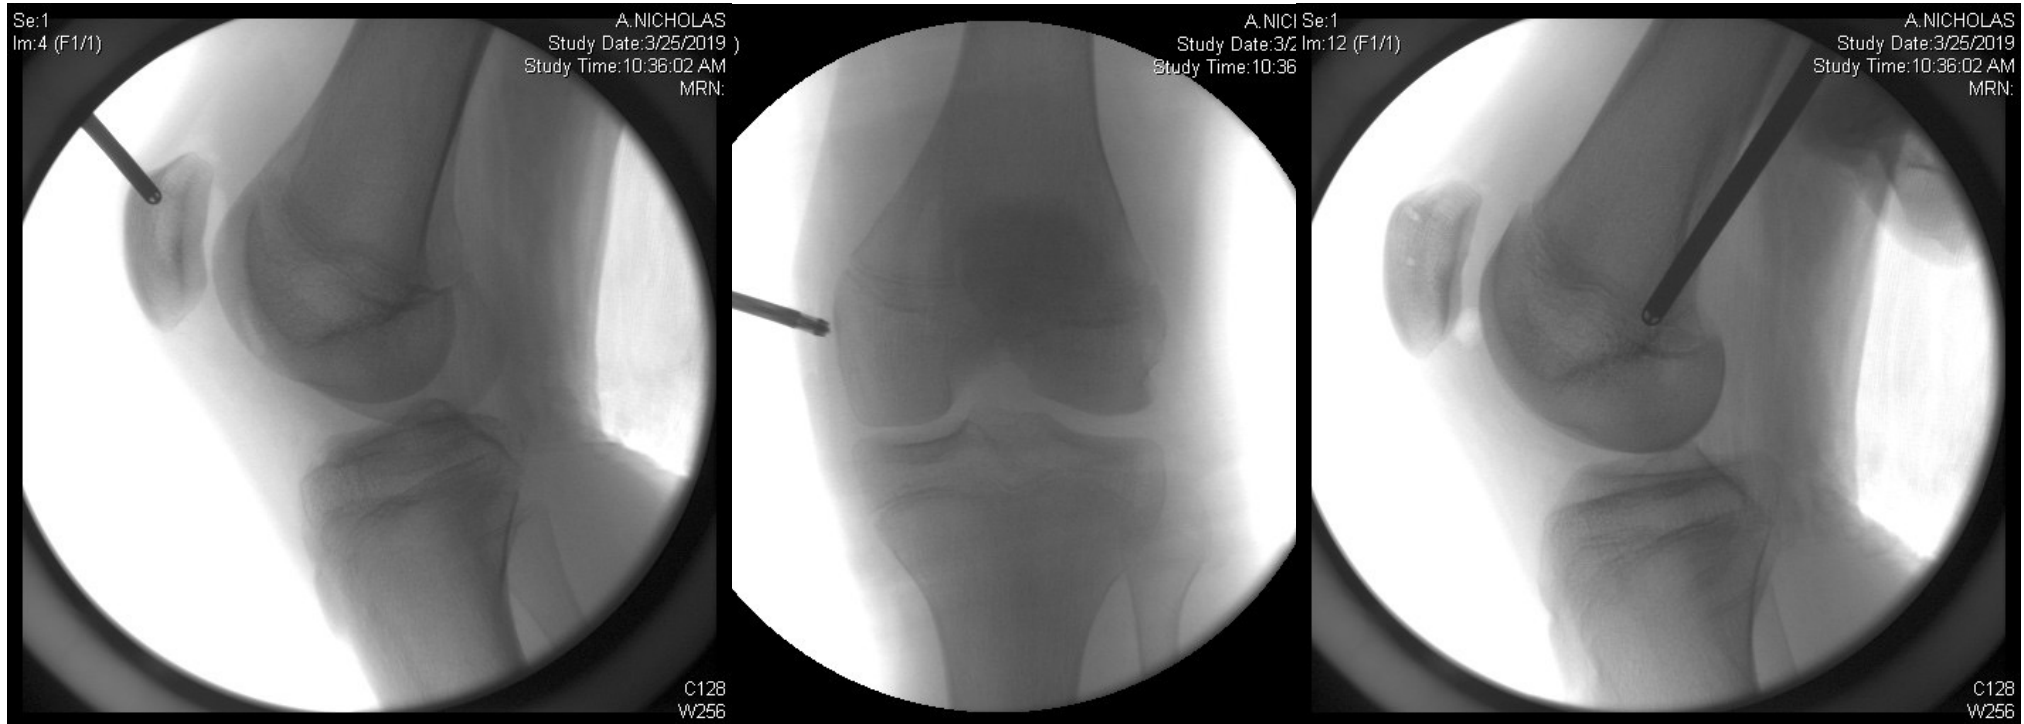 Se:1
Im:4 (F1/1)
A.NICHOLAS
Study Date:3/25/2019 )
Study Time:10:36:02 AM
MRN:
C128
W256
A.NICI
Study Date:3/2
Study Time:10:36
Se:1
Im:12 (F1/1)
A.NICHOLAS
Study Date:3/25/2019
Study Time:10:36:02 AM
MRN:
C128
W256